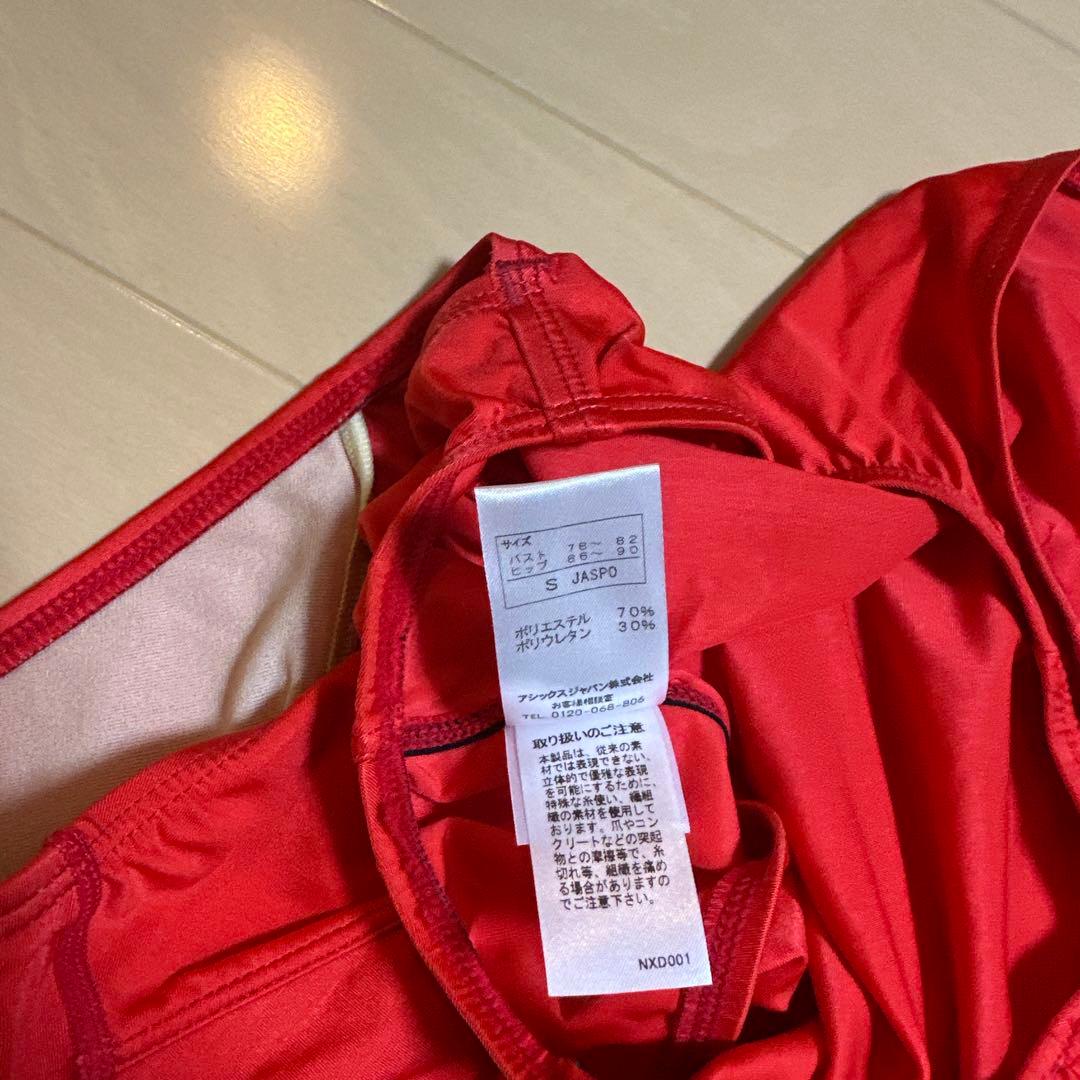 サイズ
バスト 78～ 82
ヒップ 86～ 90
S JASPO
ポリエステル 70%
ポリウレタン 30%
アシックスジャパン株式会社
お客様相談室
TEL 0120-068-806
取り扱いのご注意
本製品は、従来の素
材では表現できない、
立体的で優雅な表現
を可能にするために、
特殊な糸使い、繊細
織の素材を使用して
おります。爪やコン
クリートなどの突起
物との摩擦等で、糸
切れ等、組織を痛め
る場合がありますの
でご注意下さい。
NXD001